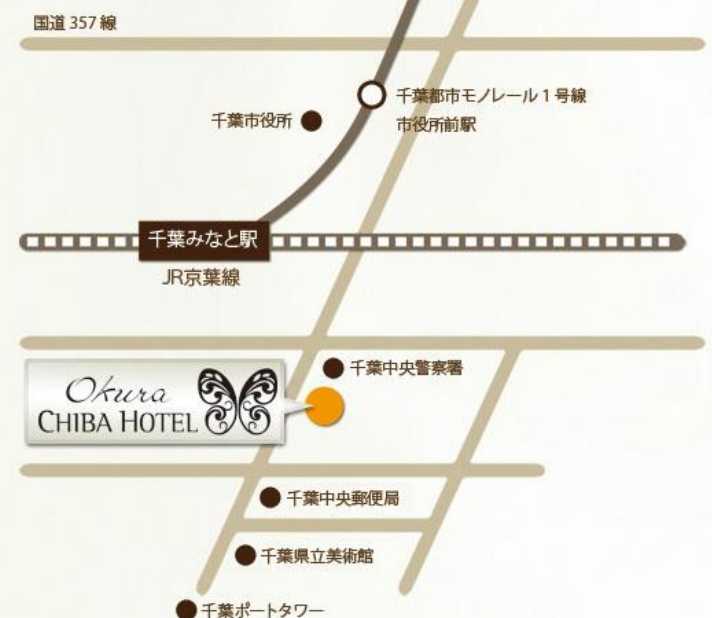 国道 357 線
千葉都市モノレール 1 号線
市役所前駅
千葉市役所
千葉みなと駅
JR京葉線
千葉中央警察署
Okura
CHIBA HOTEL
千葉中央郵便局
千葉県立美術館
千葉ポートタワー